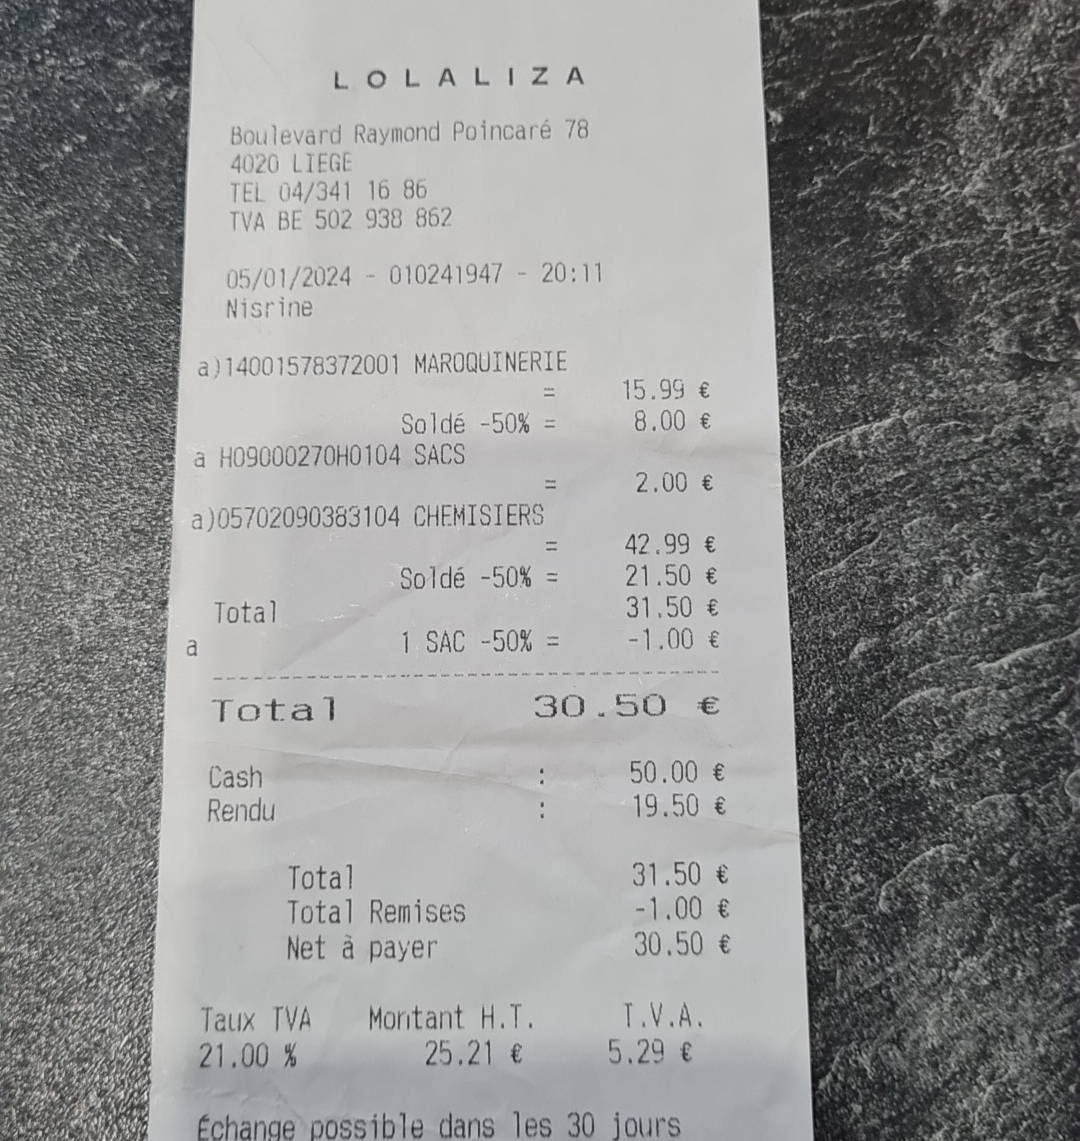 LOLALIZA
Boulevard Raymond Poincaré 78
4020 LIEGE
TEL 04/341 16 86
TVA BE 502 938 862
05/01/2024 - 010241947 - 20:11
Nisrine
a)14001578372001 MAROQUINERIE
= 15.99 €
Soldé -50% = 8.00 €
a H09000270H0104 SACS
= 2.00 €
a)05702090383104 CHEMISIERS
= 42.99 €
Soldé -50% = 21.50 €
Total 31.50 €
a 1 SAC -50% = -1.00 €
Total 30.50 €
Cash : 50.00 €
Rendu : 19.50 €
Total 31.50 €
Total Remises -1.00 €
Net à payer 30.50 €
Taux TVA Montant H.T. T.V.A.
21.00 % 25.21 € 5.29 €
Échange possible dans les 30 jours